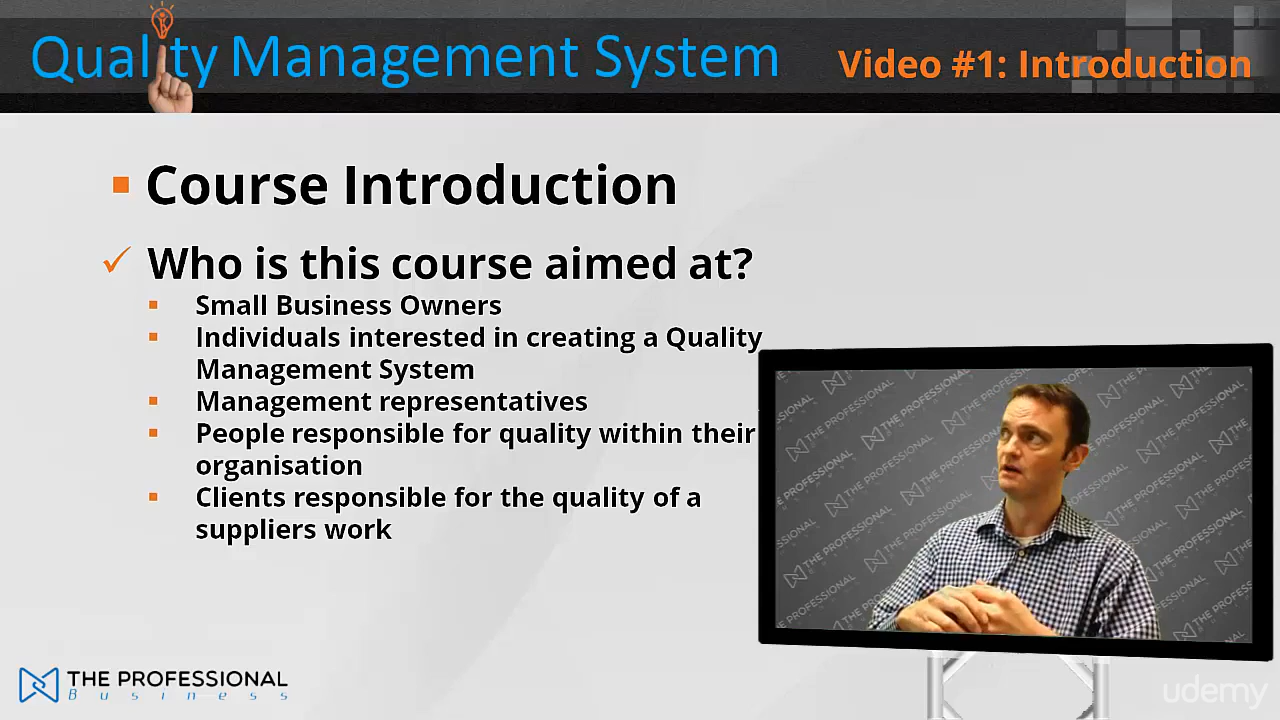 Quality Management System
Video #1: Introduction
Course Introduction
Who is this course aimed at?
Small Business Owners
Individuals interested in creating a Quality
Management System
Management representatives
People responsible for quality within their
organisation
Clients responsible for the quality of a
suppliers work
THE PROFESSIONAL
Business
udemy